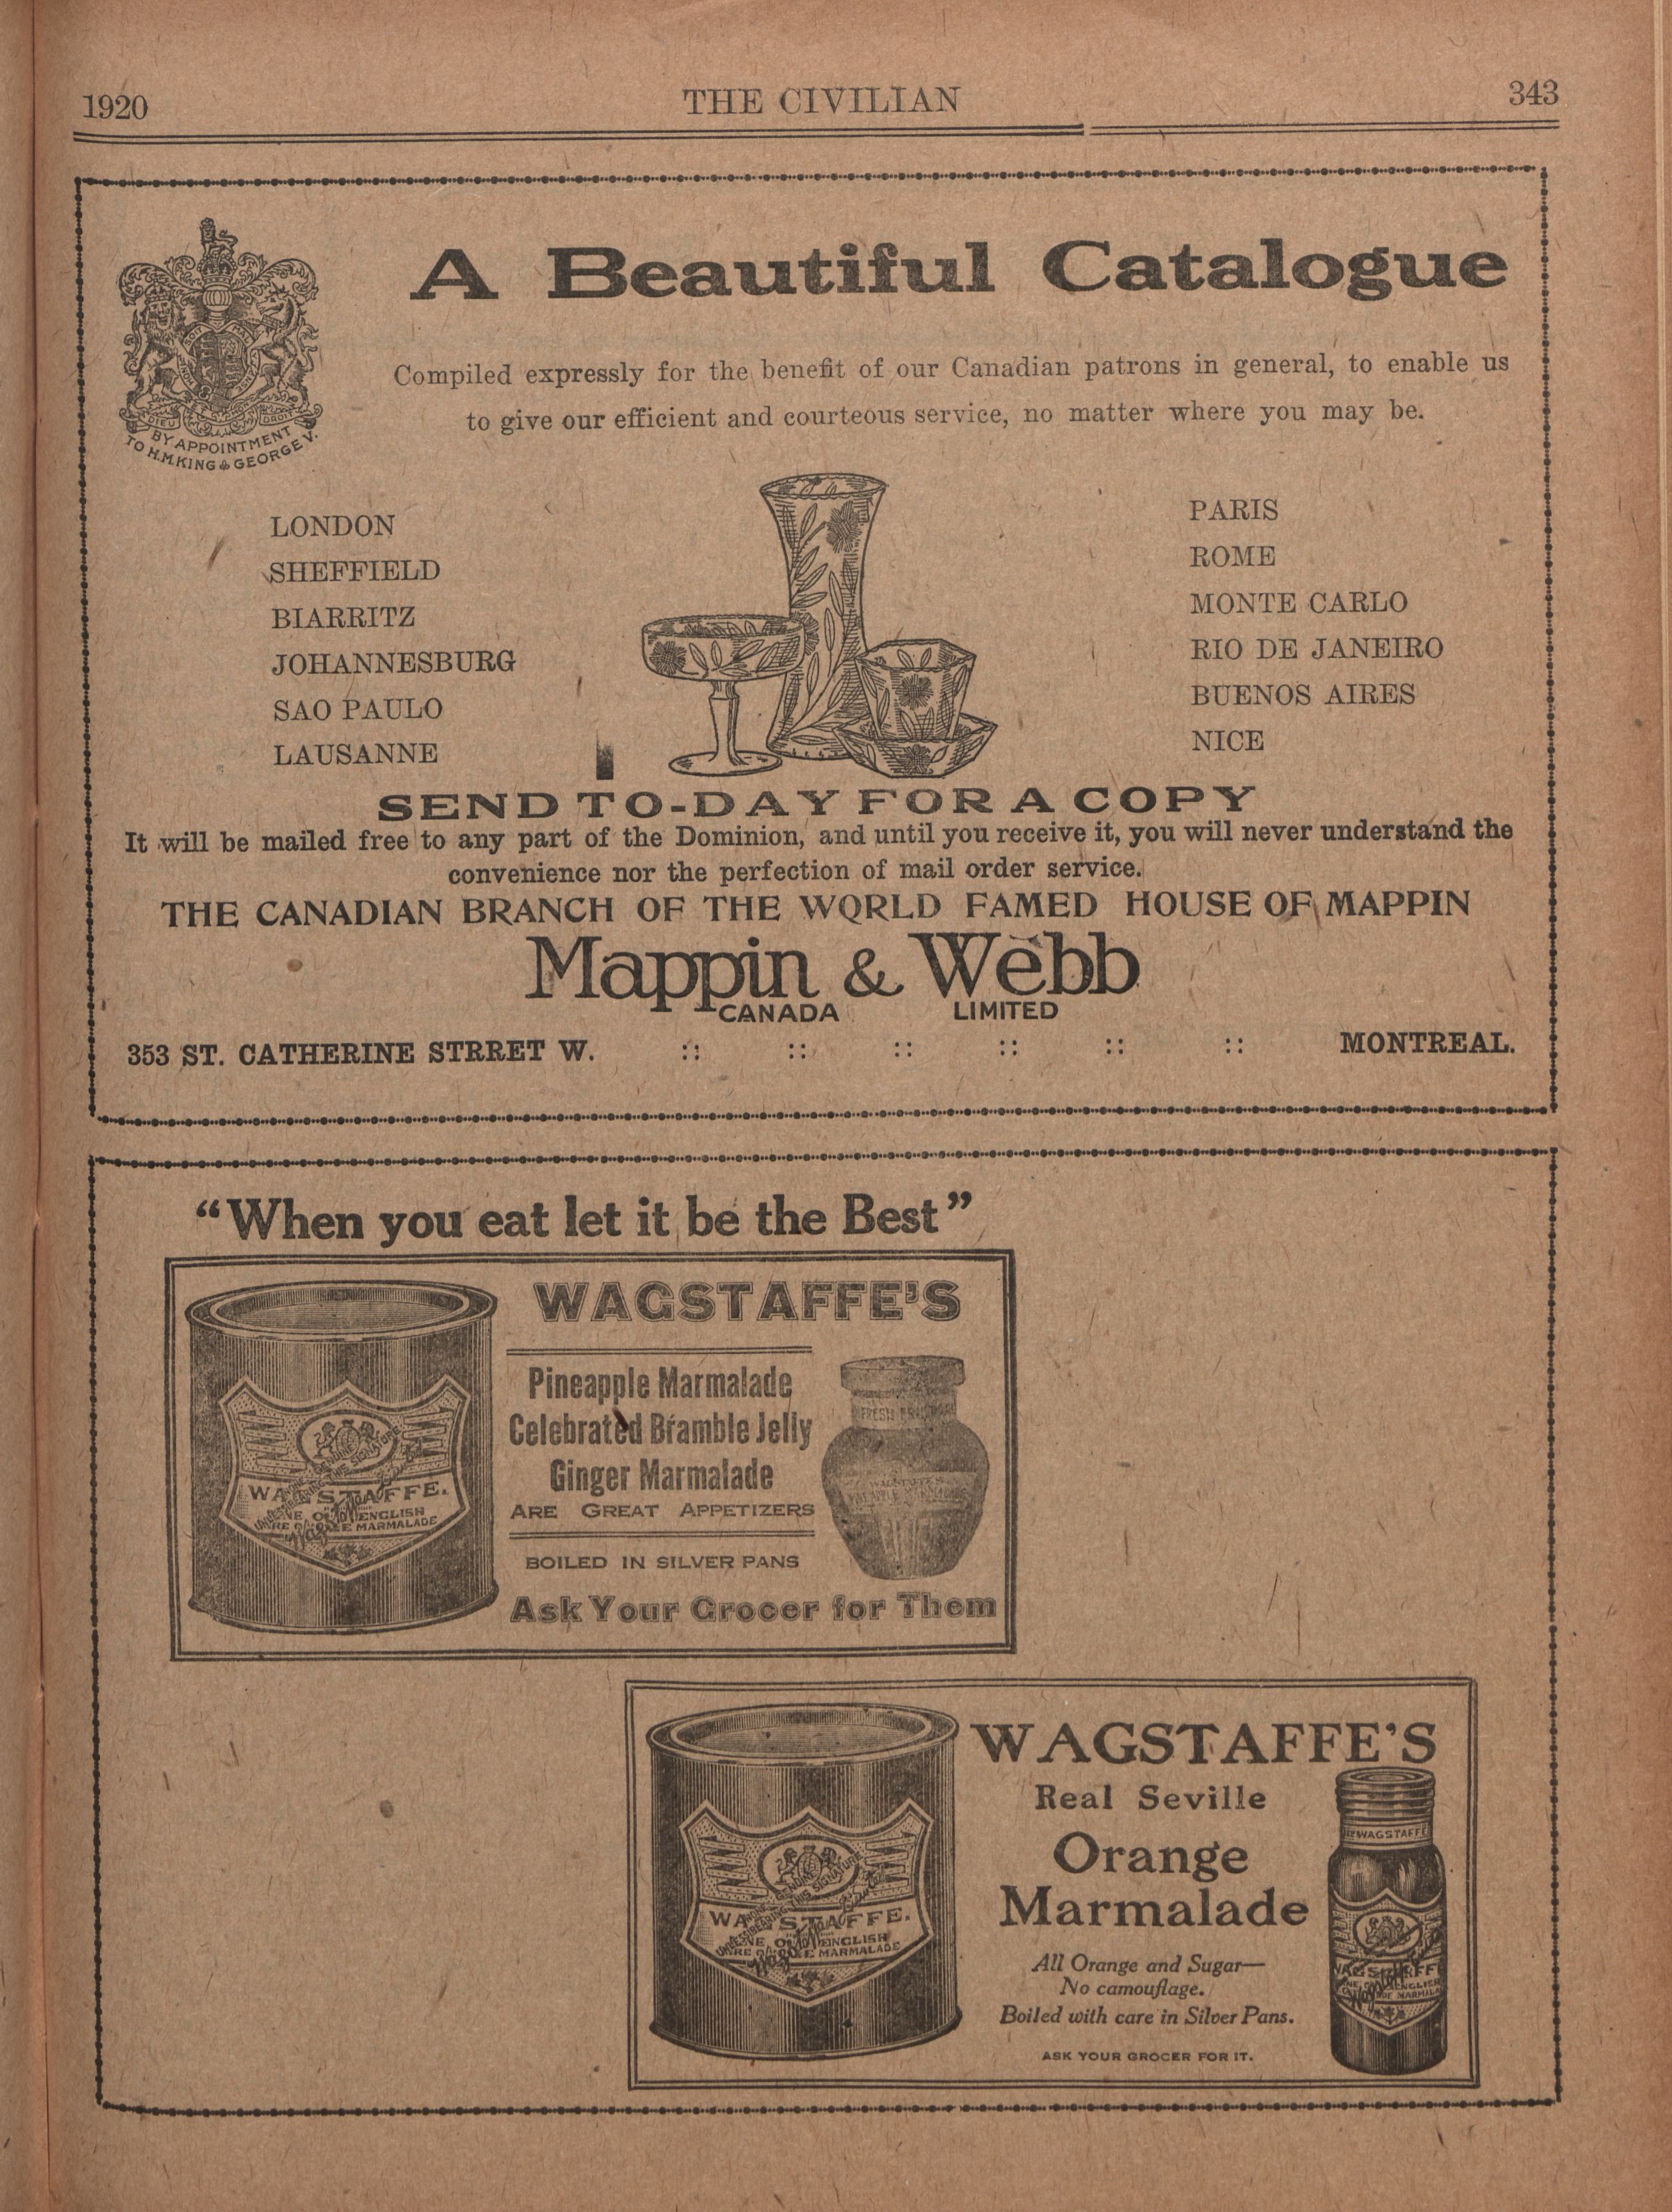 1920
THE CIVILIAN
343
A Beautiful Catalogue
Compiled expressly for the benefit of our Canadian patrons in general, to enable us
to give our efficient and courteous service, no matter where you may be.
DIEU
DROIT
BY APPOINTMENT
TO H.M. KING GEORGE V.
LONDON
SHEFFIELD
BIARRITZ
JOHANNESBURG
SAO PAULO
LAUSANNE
PARIS
ROME
MONTE CARLO
RIO DE JANEIRO
BUENOS AIRES
NICE
SEND TO-DAY FOR A COPY
It will be mailed free to any part of the Dominion, and until you receive it, you will never understand the
convenience nor the perfection of mail order service.
THE CANADIAN BRANCH OF THE WORLD FAMED HOUSE OF MAPPIN
Mappin & Webb
CANADA LIMITED
353 ST. CATHERINE STRRET W. :: :: :: :: :: :: MONTREAL.
"When you eat let it be the Best"
WAGSTAFFE'S
Pineapple Marmalade
Celebrated Bramble Jelly
Ginger Marmalade
ARE GREAT APPETIZERS
BOILED IN SILVER PANS
Ask Your Grocer for Them
WAGSTAFFE.
ENGLISH
MARMALADE
FRESH
WAGSTAFFE'S
Real Seville
Orange
Marmalade
All Orange and Sugar—
No camouflage.
Boiled with care in Silver Pans.
ASK YOUR GROCER FOR IT.
WAGSTAFFE.
ENGLISH
MARMALADE
WAGSTAFFE